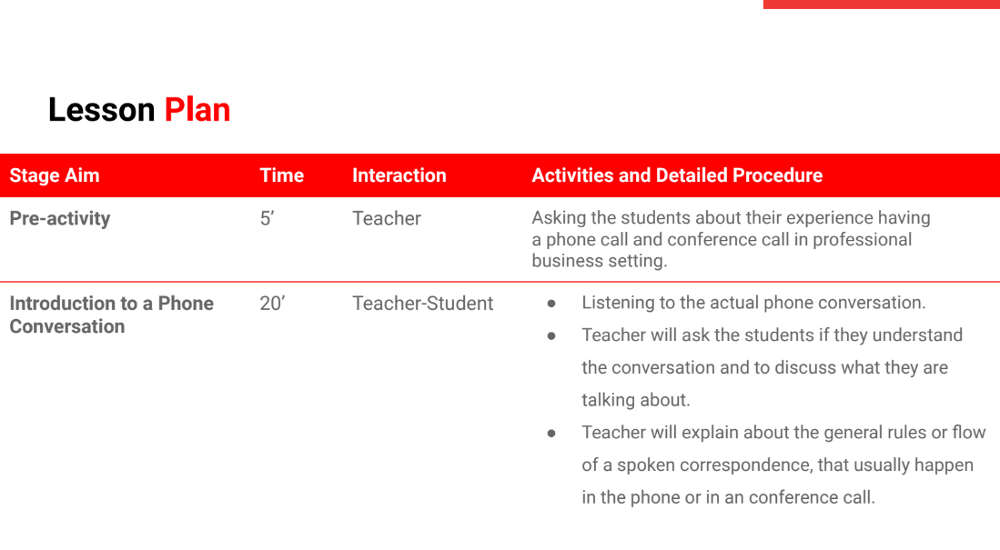 Lesson Plan
Stage Aim Time Interaction Activities and Detailed Procedure
Pre-activity 5’ Teacher Asking the students about their experience having
a phone call and conference call in professional
business setting.
Introduction to a Phone 20’ Teacher-Student ● Listening to the actual phone conversation.
Conversation
● Teacher will ask the students if they understand
the conversation and to discuss what they are
talking about.
● Teacher will explain about the general rules or flow
of a spoken correspondence, that usually happen
in the phone or in an conference call.